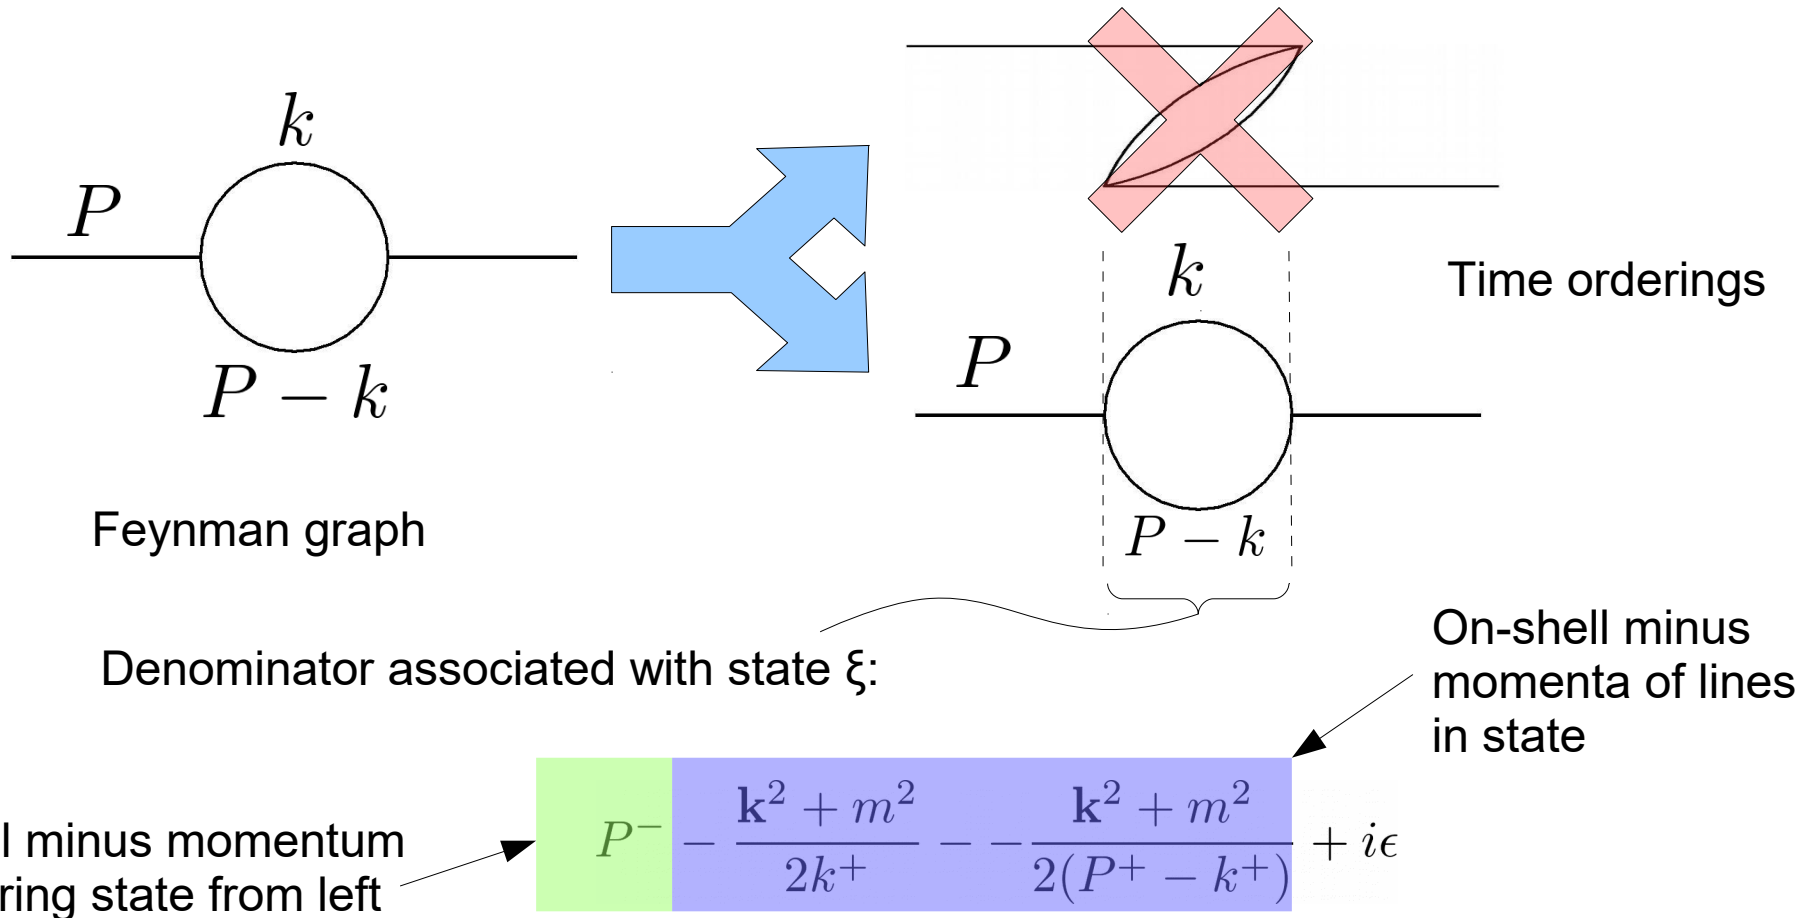 k
P
P − k
Feynman graph
k
P
P − k
Time orderings
Denominator associated with state ξ:
On-shell minus
momenta of lines
in state
minus momentum
state from left
P⁻ − (𝐤² + m²)/(2k⁺) − − (𝐤² + m²)/(2(P⁺ − k⁺)) + iϵ